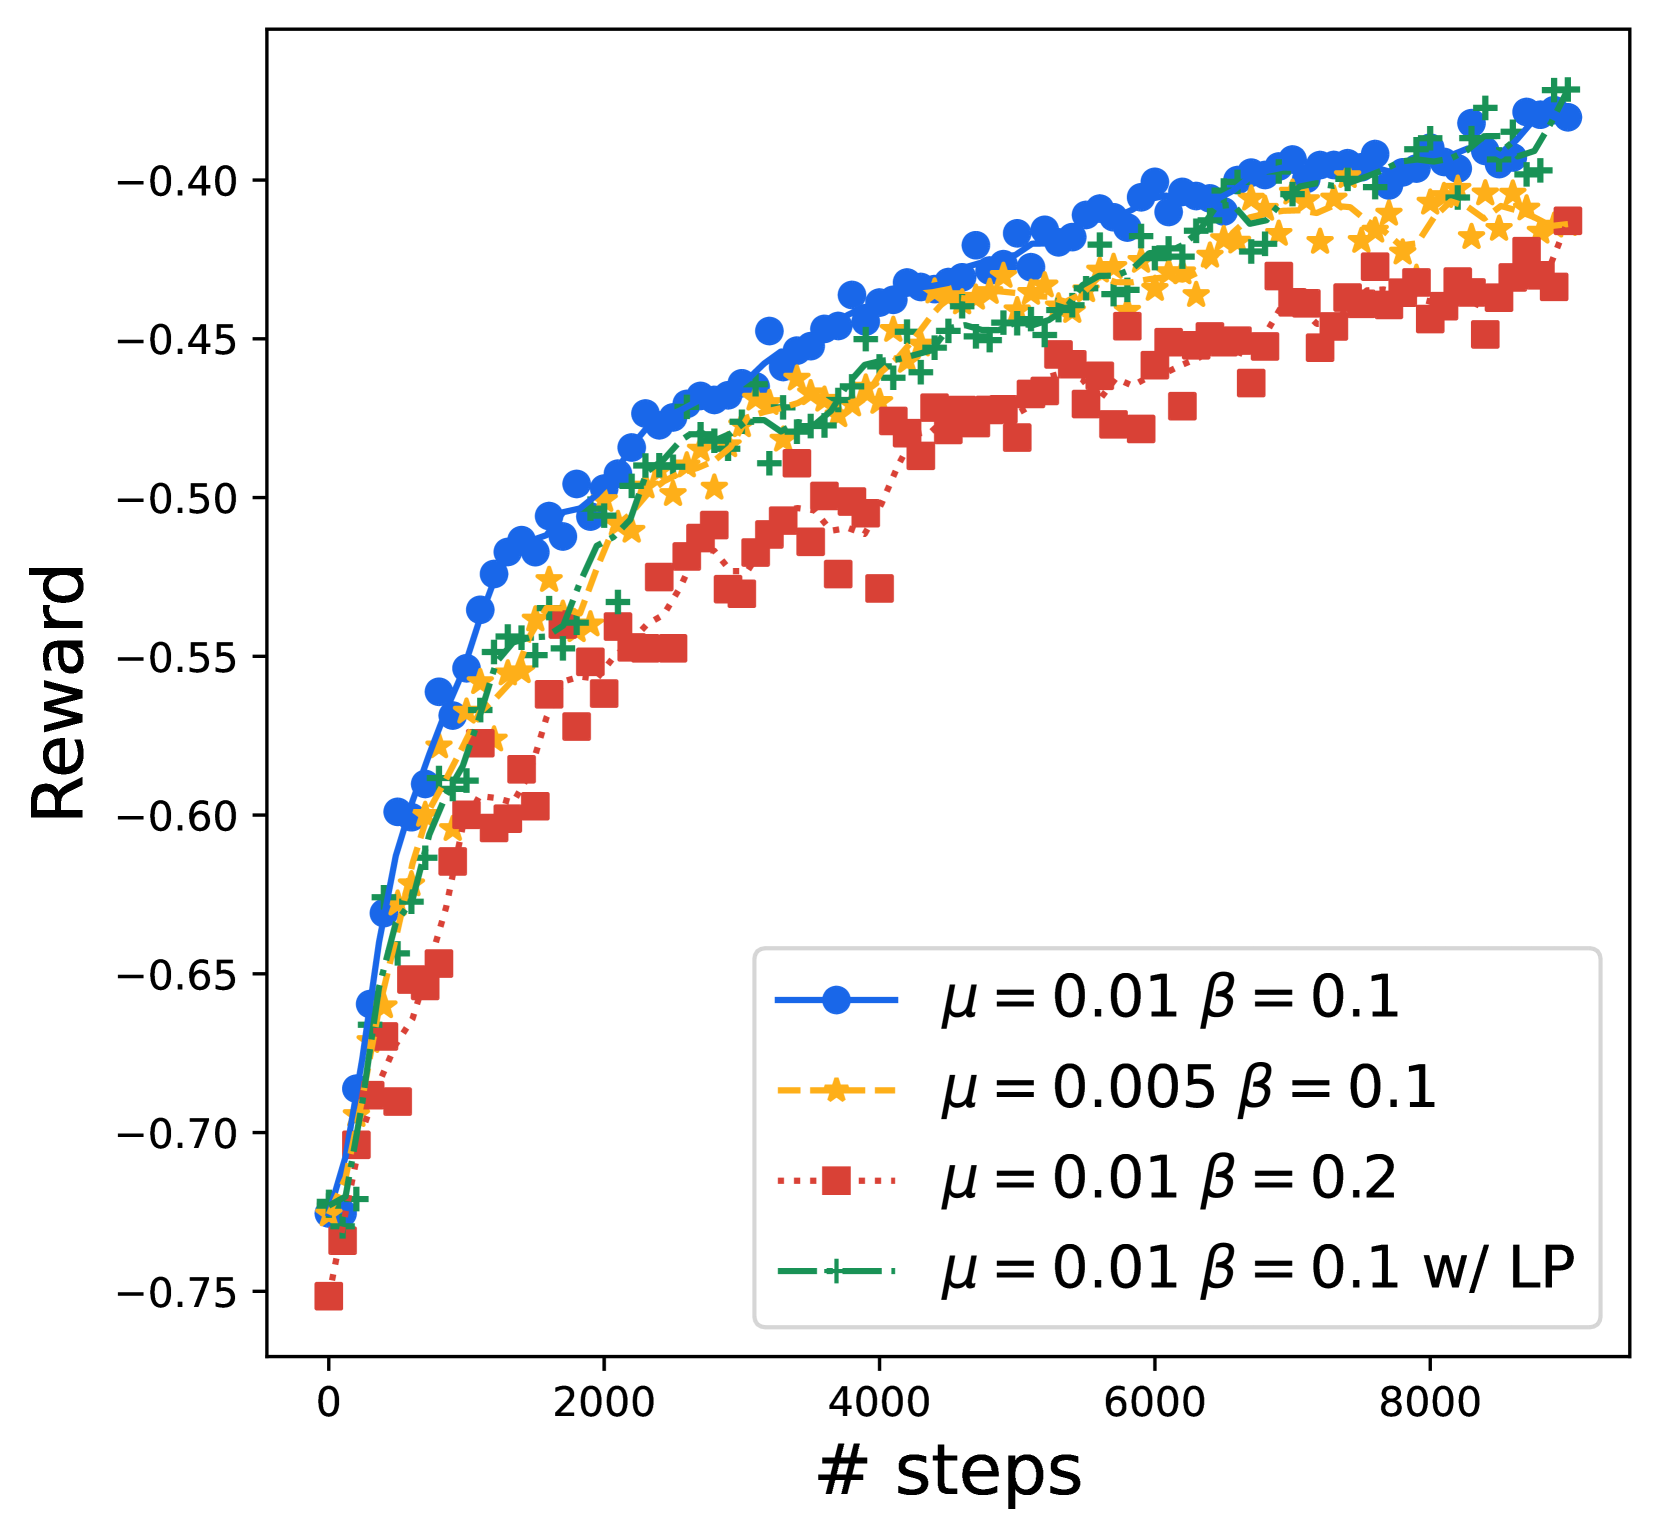 −0.40
−0.45
−0.50
−0.55
−0.60
−0.65
−0.70
−0.75
Reward
0 2000 4000 6000 8000
# steps
μ = 0.01 β = 0.1
μ = 0.005 β = 0.1
μ = 0.01 β = 0.2
μ = 0.01 β = 0.1 w/ LP